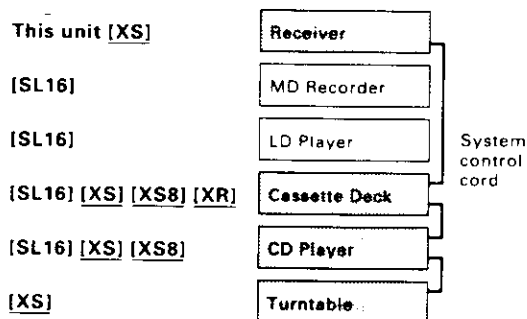 This unit [XS] Receiver
[SL16] MD Recorder
[SL16] LD Player
System
control
cord
[SL16] [XS] [XS8] [XR] Cassette Deck
[SL16] [XS] [XS8] CD Player
[XS] Turntable